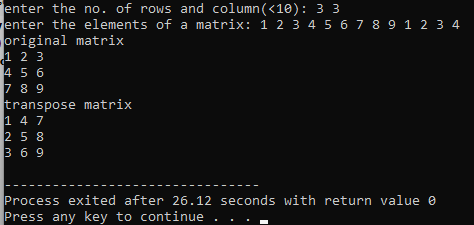 enter the no. of rows and column(<10): 3 3
enter the elements of a matrix: 1 2 3 4 5 6 7 8 9 1 2 3 4
original matrix
1 2 3
4 5 6
7 8 9
transpose matrix
1 4 7
2 5 8
3 6 9
--------------------------------
Process exited after 26.12 seconds with return value 0
Press any key to continue . . .